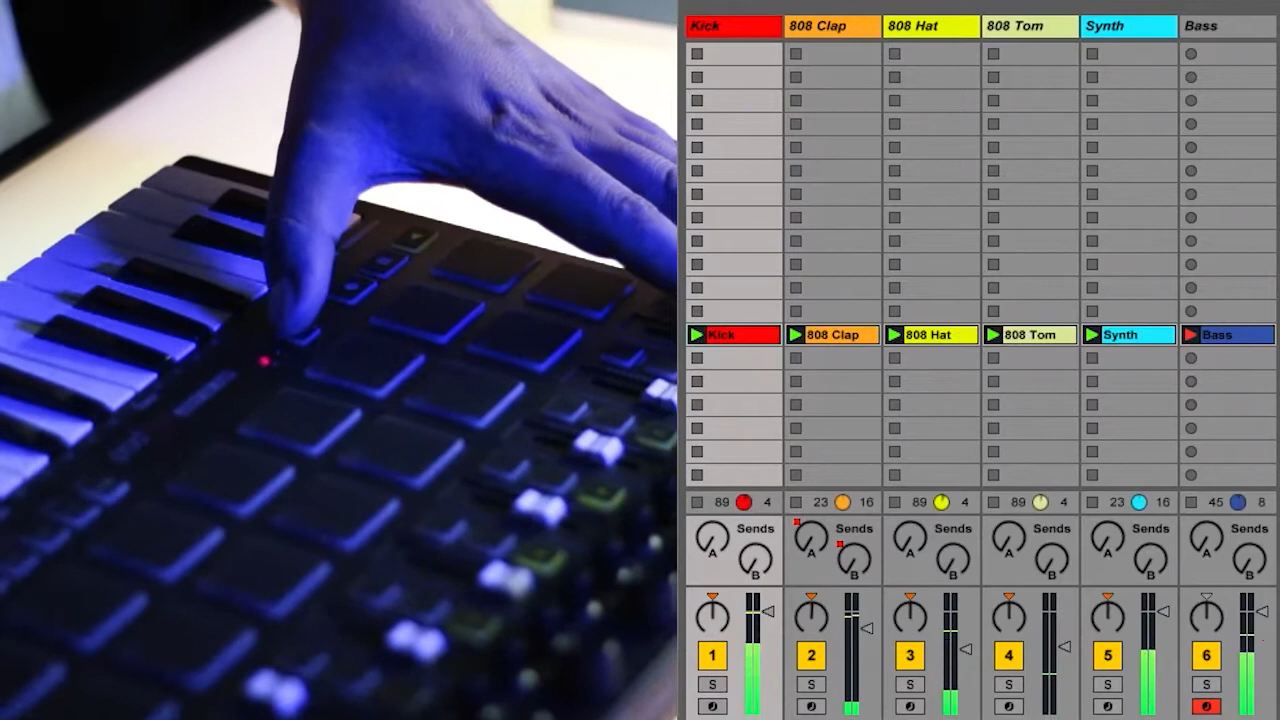 Kick 808 Clap 808 Hat 808 Tom Synth Bass
Kick 808 Clap 808 Hat 808 Tom Synth Bass
89 4 23 16 89 4 89 4 23 16 45 8
Sends Sends Sends Sends Sends Sends
A A A A A A
B B B B B B
1 2 3 4 5 6
S S S S S S